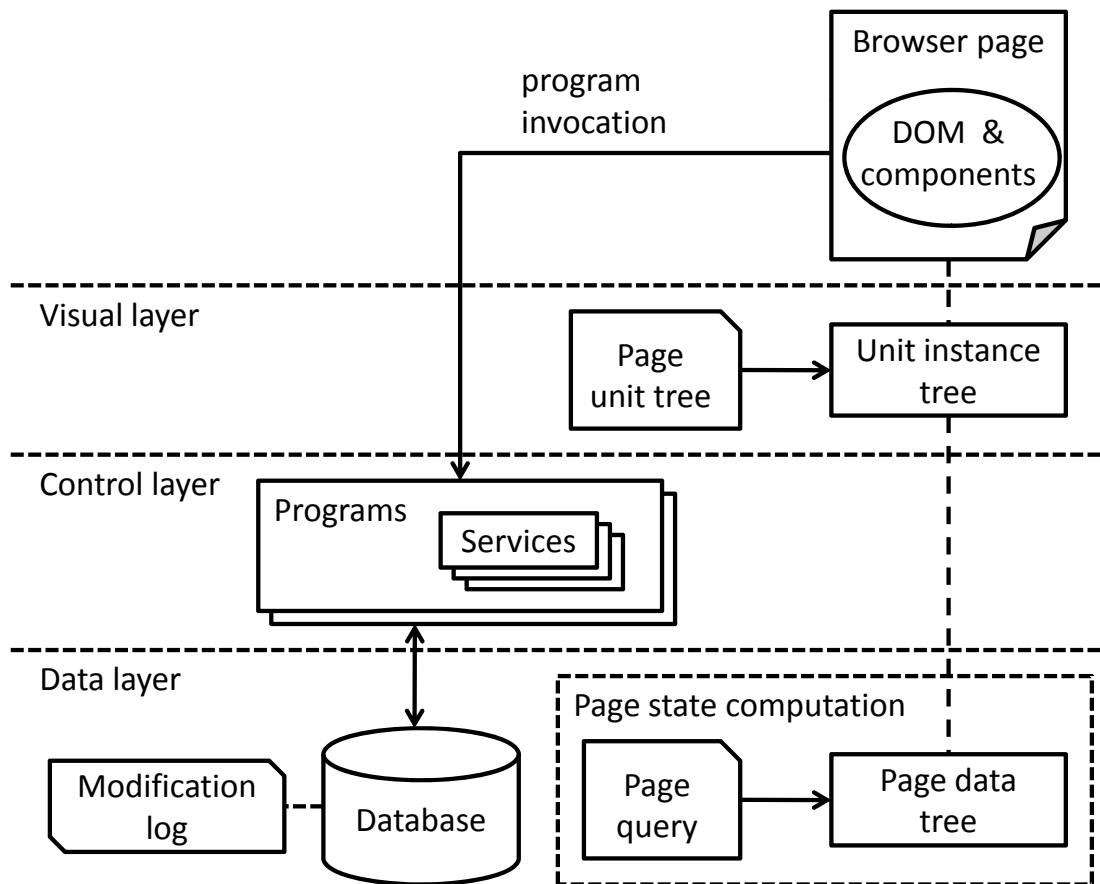 Browser page
DOM &
components
program
invocation
Visual layer
Page
unit tree
Unit instance
tree
Control layer
Programs
Services
Data layer
Page state computation
Modification
log
Database
Page
query
Page data
tree